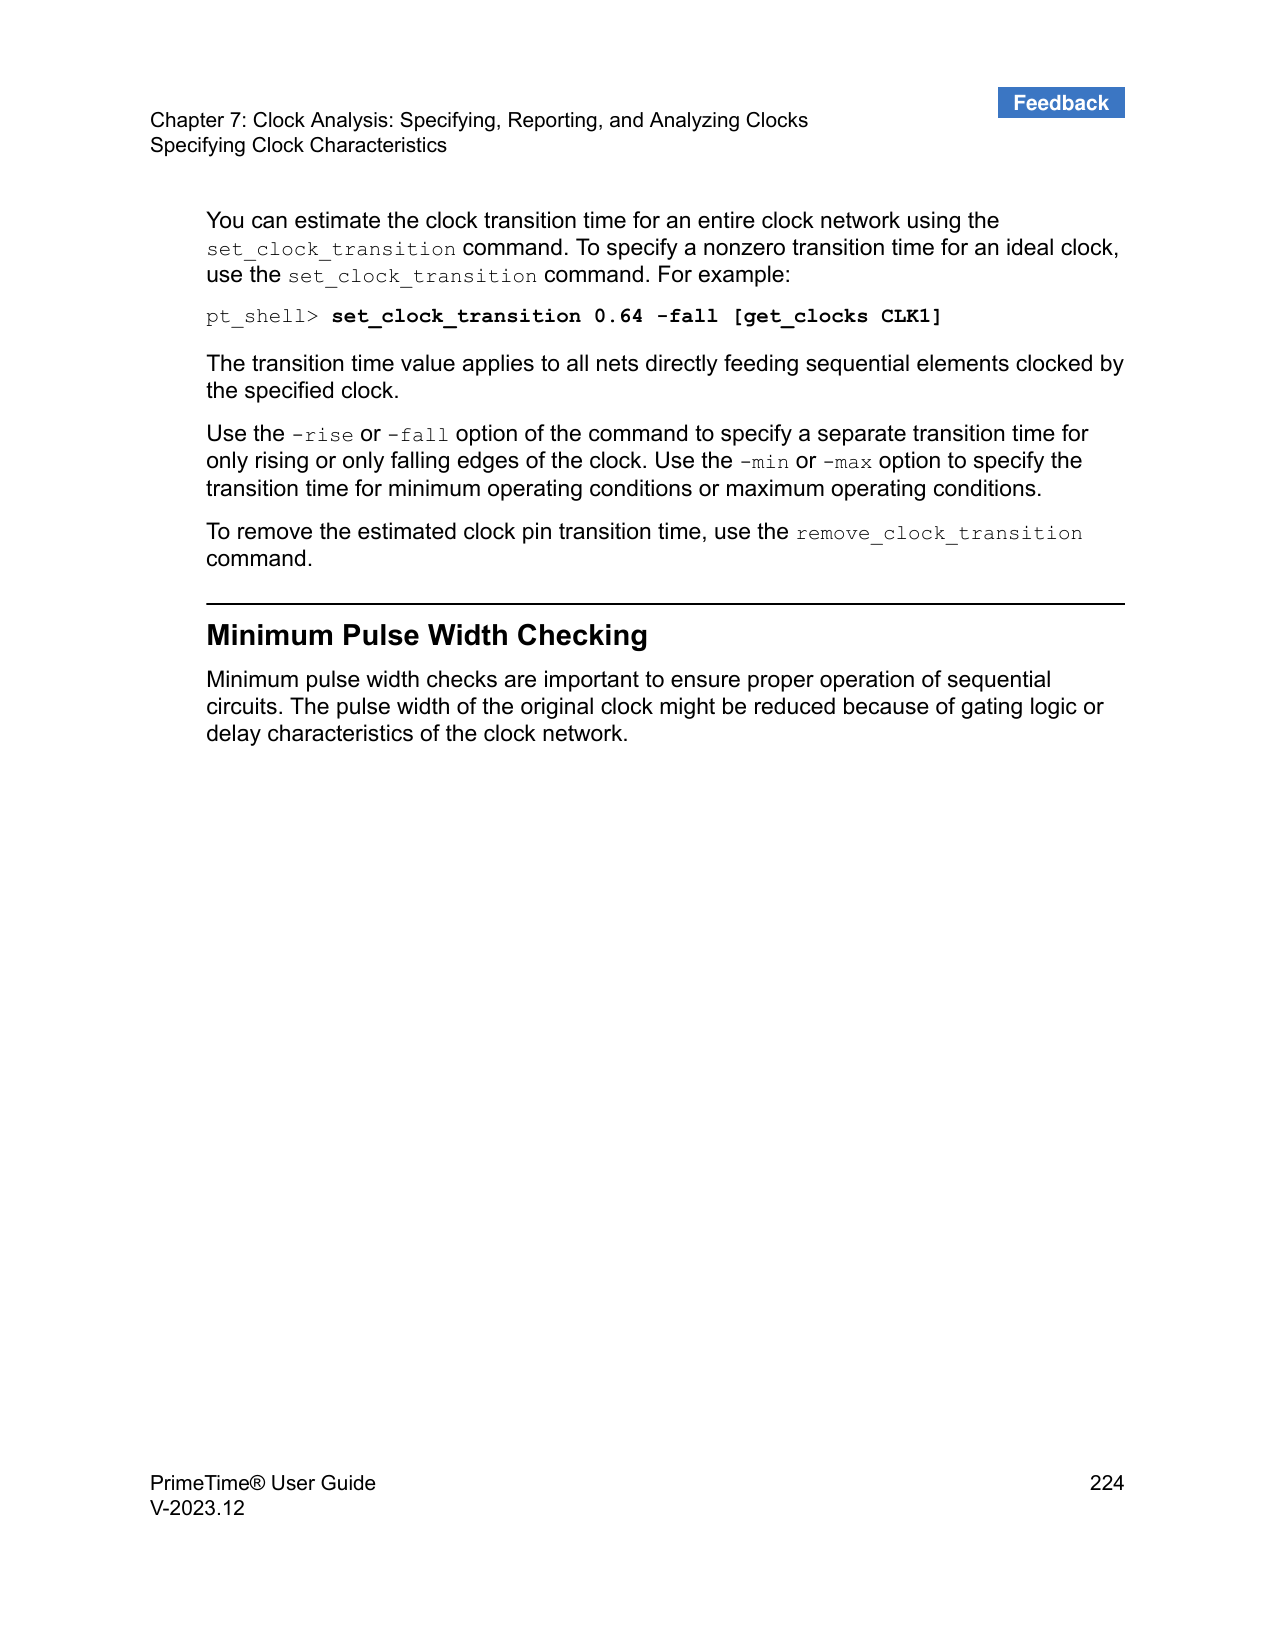 Feedback
Chapter 7: Clock Analysis: Specifying, Reporting, and Analyzing Clocks
Specifying Clock Characteristics
You can estimate the clock transition time for an entire clock network using the
set_clock_transition command. To specify a nonzero transition time for an ideal clock,
use the set_clock_transition command. For example:
pt_shell> set_clock_transition 0.64 -fall [get_clocks CLK1]
The transition time value applies to all nets directly feeding sequential elements clocked by
the specified clock.
Use the -rise or -fall option of the command to specify a separate transition time for
only rising or only falling edges of the clock. Use the -min or -max option to specify the
transition time for minimum operating conditions or maximum operating conditions.
To remove the estimated clock pin transition time, use the remove_clock_transition
command.
Minimum Pulse Width Checking
Minimum pulse width checks are important to ensure proper operation of sequential
circuits. The pulse width of the original clock might be reduced because of gating logic or
delay characteristics of the clock network.
PrimeTime® User Guide 224
V-2023.12